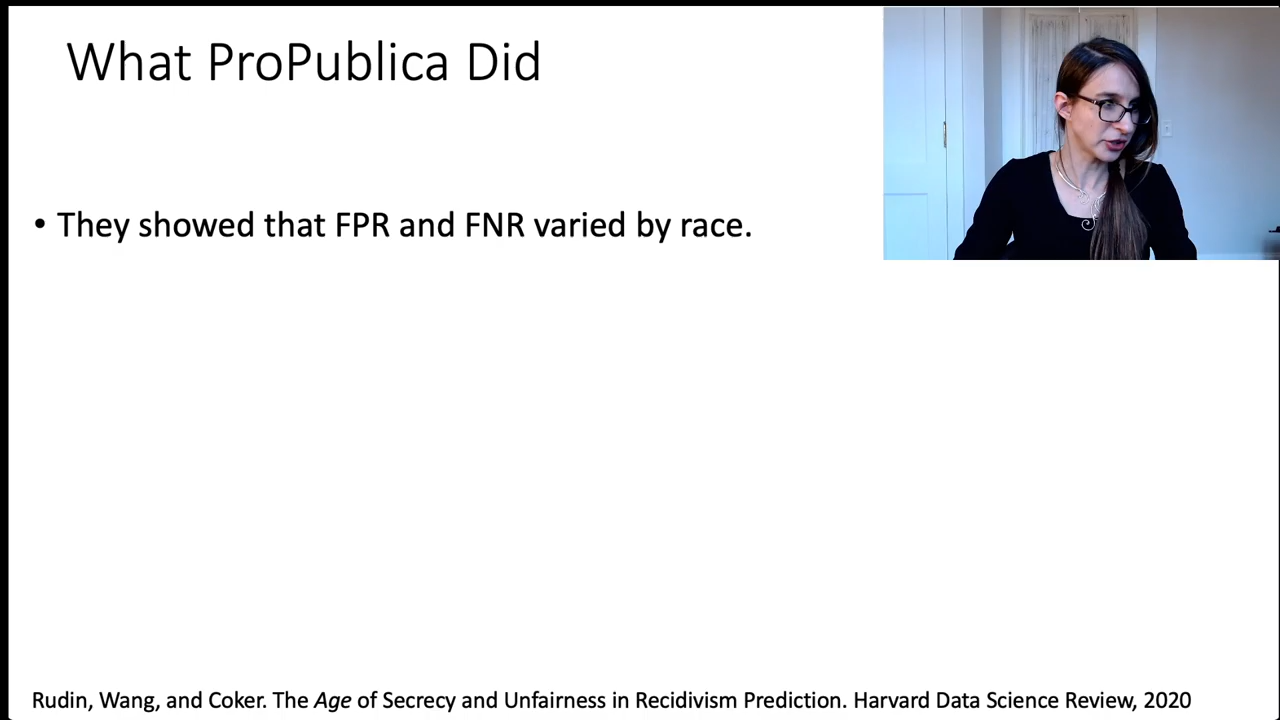 What ProPublica Did
• They showed that FPR and FNR varied by race.
Rudin, Wang, and Coker. The Age of Secrecy and Unfairness in Recidivism Prediction. Harvard Data Science Review, 2020